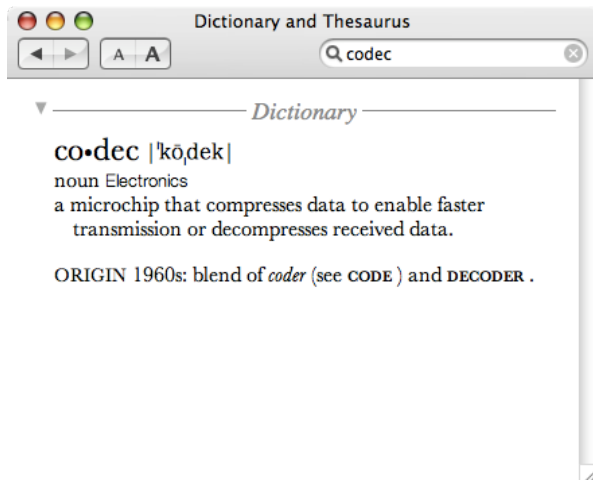 Dictionary and Thesaurus
A A codec
Dictionary
co•dec |ˈkōˌdek|
noun Electronics
a microchip that compresses data to enable faster
transmission or decompresses received data.
ORIGIN 1960s: blend of coder (see CODE ) and DECODER .